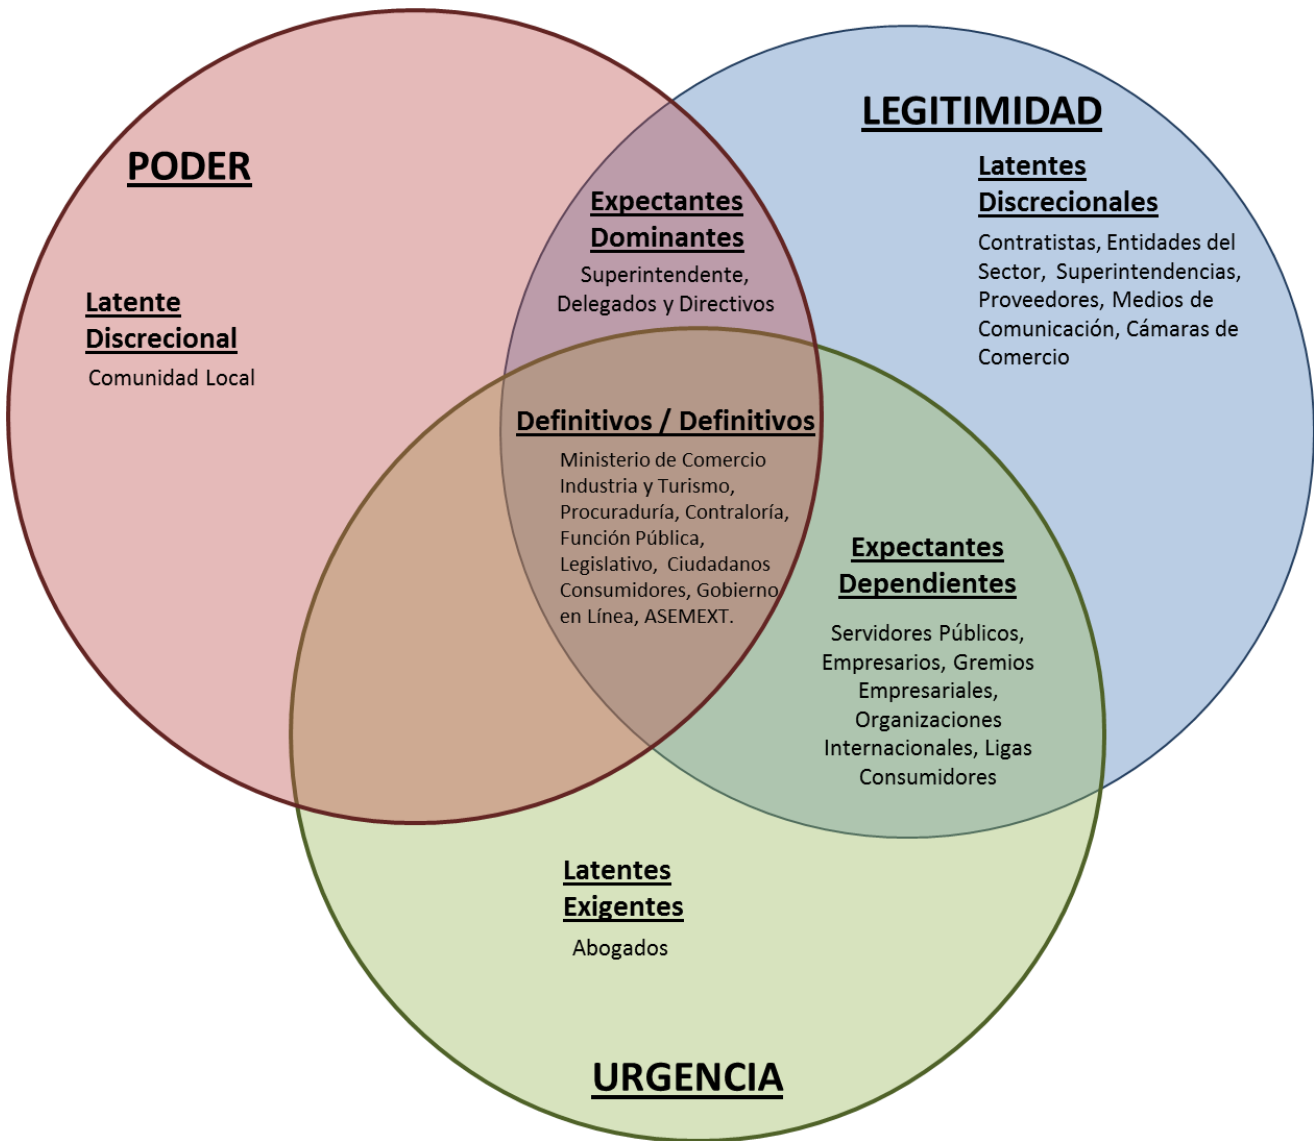 PODER
Latente
Discrecional
Comunidad Local
Expectantes
Dominantes
Superintendente,
Delegados y Directivos
LEGITIMIDAD
Latentes
Discrecionales
Contratistas, Entidades del
Sector, Superintendencias,
Proveedores, Medios de
Comunicación, Cámaras de
Comercio
Definitivos / Definitivos
Ministerio de Comercio
Industria y Turismo,
Procuraduría, Contraloría,
Función Pública,
Legislativo, Ciudadanos
Consumidores, Gobierno
en Línea, ASEMEXT.
Expectantes
Dependientes
Servidores Públicos,
Empresarios, Gremios
Empresariales,
Organizaciones
Internacionales, Ligas
Consumidores
Latentes
Exigentes
Abogados
URGENCIA